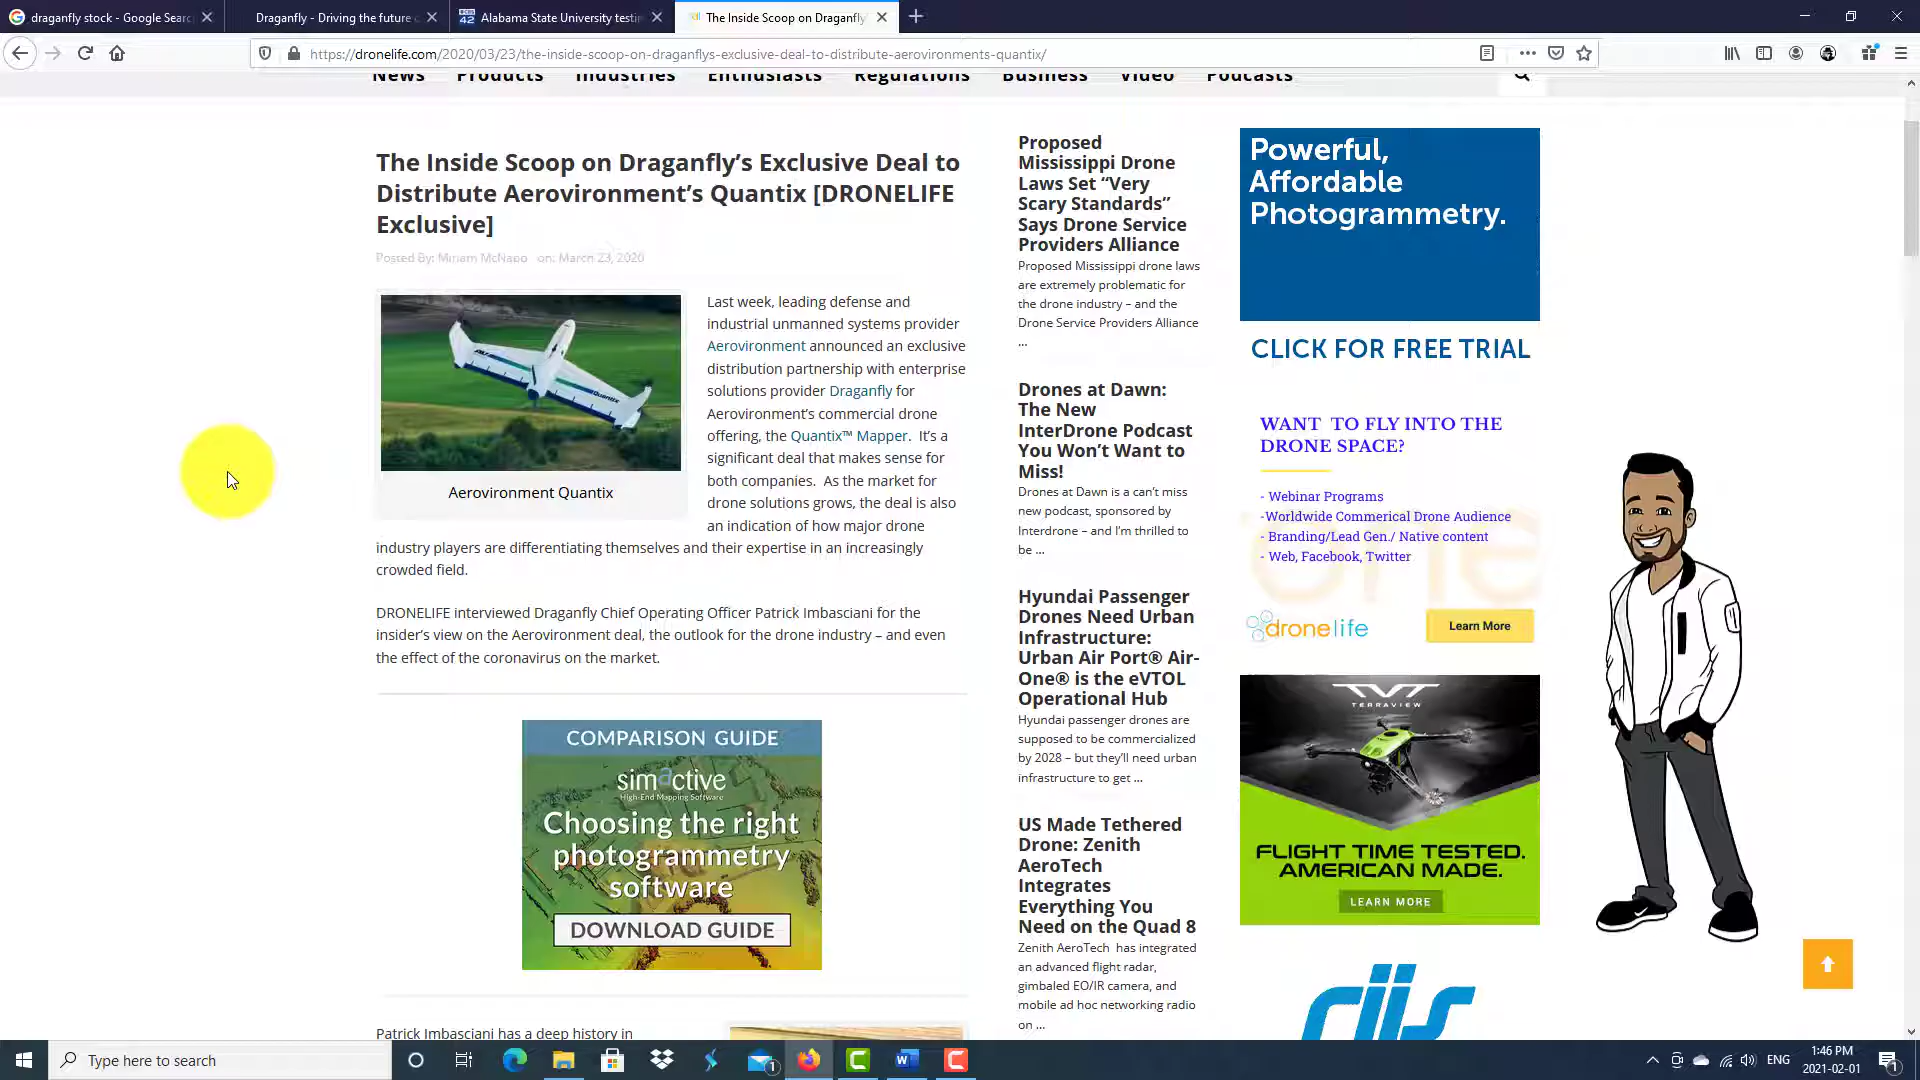 draganfly stock - Google Searc
Draganfly - Driving the future o
CBS 42
Alabama State University testin
The Inside Scoop on Draganfly
https://dronelife.com/2020/03/23/the-inside-scoop-on-draganflys-exclusive-deal-to-distribute-aerovironments-quantix/
News Products Industries Enthusiasts Regulations Business Video Podcasts
The Inside Scoop on Draganfly’s Exclusive Deal to
Distribute Aerovironment’s Quantix [DRONELIFE
Exclusive]
Posted By: Miriam McNabb on: March 23, 2020
Quantix
Aerovironment Quantix
Last week, leading defense and
industrial unmanned systems provider
Aerovironment announced an exclusive
distribution partnership with enterprise
solutions provider Draganfly for
Aerovironment’s commercial drone
offering, the Quantix™ Mapper. It’s a
significant deal that makes sense for
both companies. As the market for
drone solutions grows, the deal is also
an indication of how major drone
industry players are differentiating themselves and their expertise in an increasingly
crowded field.
DRONELIFE interviewed Draganfly Chief Operating Officer Patrick Imbasciani for the
insider’s view on the Aerovironment deal, the outlook for the drone industry – and even
the effect of the coronavirus on the market.
COMPARISON GUIDE
simactive
High-End Mapping Software
Choosing the right
photogrammetry
software
DOWNLOAD GUIDE
Patrick Imbasciani has a deep history in
Proposed
Mississippi Drone
Laws Set “Very
Scary Standards”
Says Drone Service
Providers Alliance
Proposed Mississippi drone laws
are extremely problematic for
the drone industry – and the
Drone Service Providers Alliance
...
Drones at Dawn:
The New
InterDrone Podcast
You Won’t Want to
Miss!
Drones at Dawn is a can’t miss
new podcast, sponsored by
Interdrone – and I’m thrilled to
be ...
Hyundai Passenger
Drones Need Urban
Infrastructure:
Urban Air Port® Air-
One® is the eVTOL
Operational Hub
Hyundai passenger drones are
supposed to be commercialized
by 2028 – but they’ll need urban
infrastructure to get ...
US Made Tethered
Drone: Zenith
AeroTech
Integrates
Everything You
Need on the Quad 8
Zenith AeroTech has integrated
an advanced flight radar,
gimbaled EO/IR camera, and
mobile ad hoc networking radio
on ...
Powerful,
Affordable
Photogrammetry.
CLICK FOR FREE TRIAL
WANT TO FLY INTO THE
DRONE SPACE?
- Webinar Programs
-Worldwide Commerical Drone Audience
- Branding/Lead Gen./ Native content
- Web, Facebook, Twitter
one
dronelife
Learn More
TVT
TERRAVIEW
FLIGHT TIME TESTED.
AMERICAN MADE.
LEARN MORE
riis
Type here to search
1
ENG
1:46 PM
2021-02-01
1